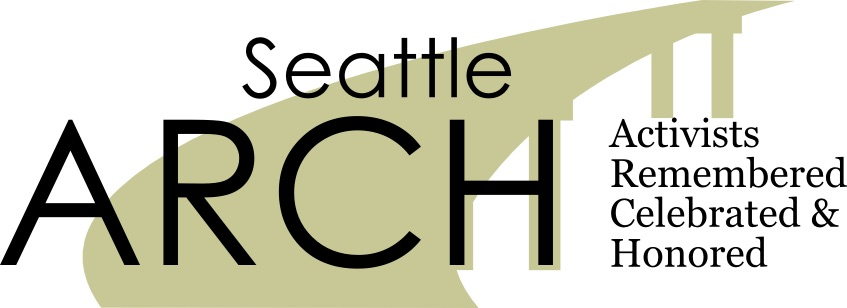 Seattle
ARCH
Activists
Remembered
Celebrated &
Honored